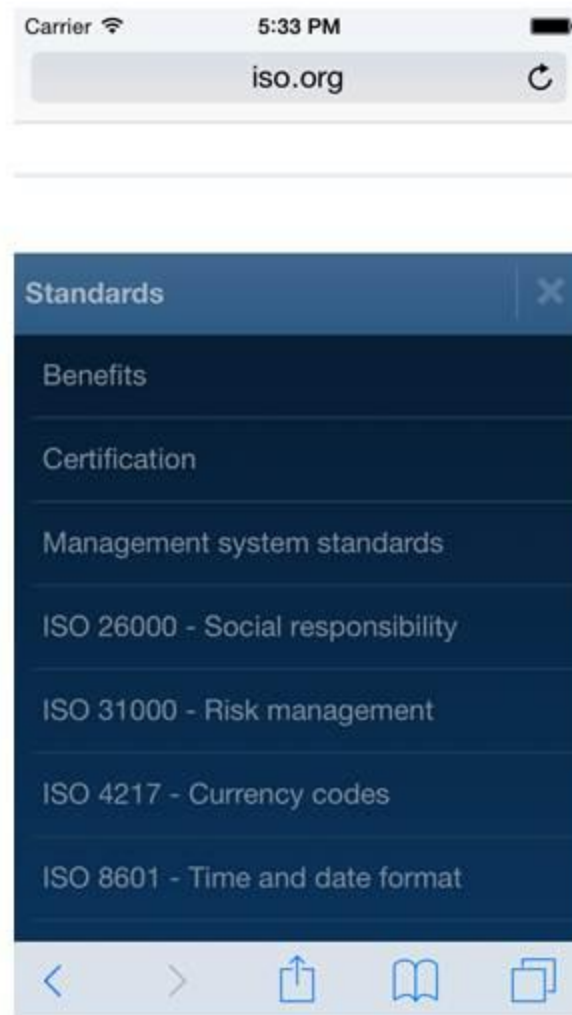 Carrier 5:33 PM
iso.org
Standards
Benefits
Certification
Management system standards
ISO 26000 - Social responsibility
ISO 31000 - Risk management
ISO 4217 - Currency codes
ISO 8601 - Time and date format